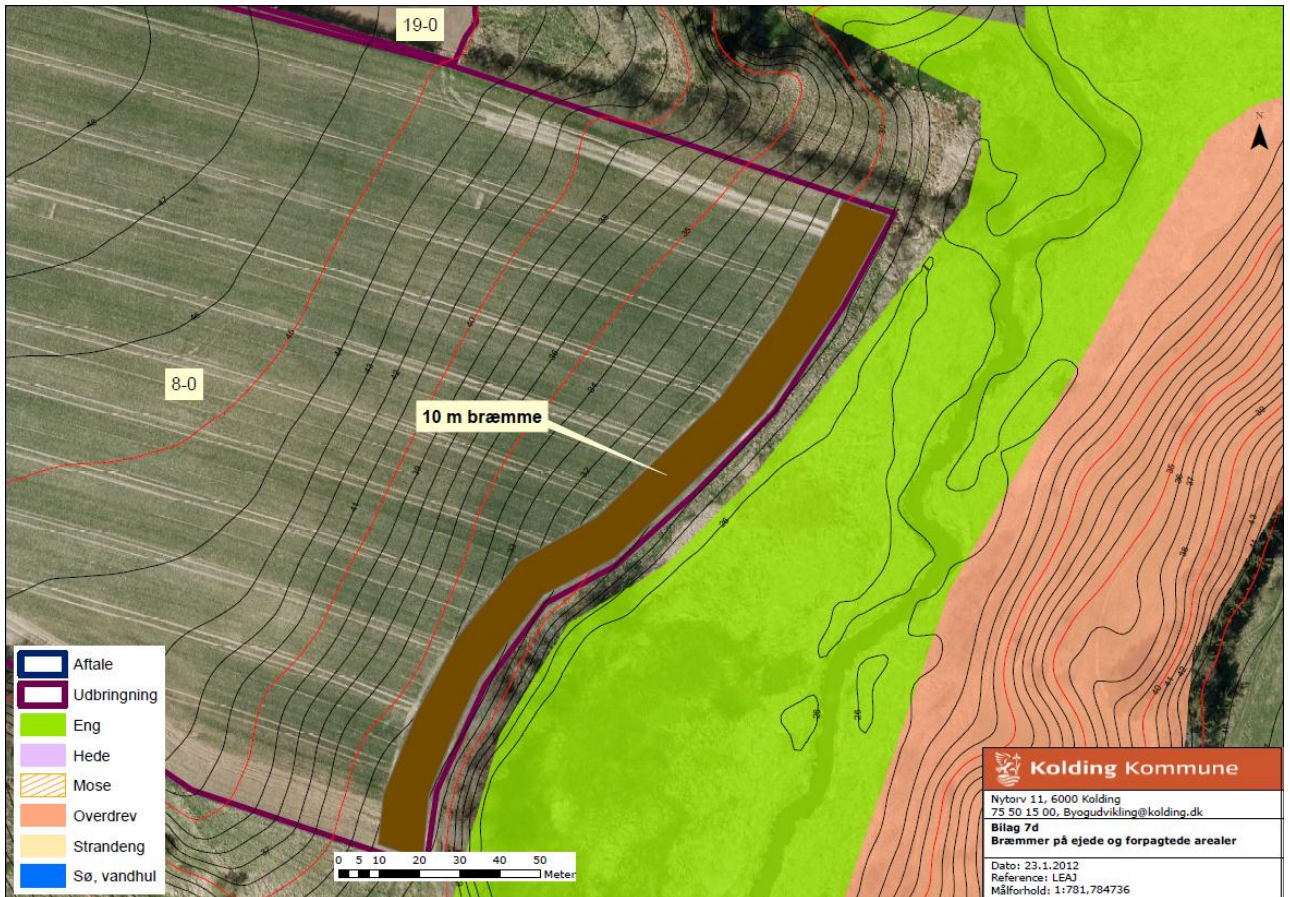 19-0
N
8-0
10 m bræmme
Aftale
Udbringning
Eng
Hede
Mose
Overdrev
Strandeng
Sø, vandhul
0 5 10 20 30 40 50
Meter
Kolding Kommune
Nytorv 11, 6000 Kolding
75 50 15 00, Byogudvikling@kolding.dk
Bilag 7d
Bræmmer på ejede og forpagtede arealer
Dato: 23.1.2012
Reference: LEAJ
Målforhold: 1:781,784736